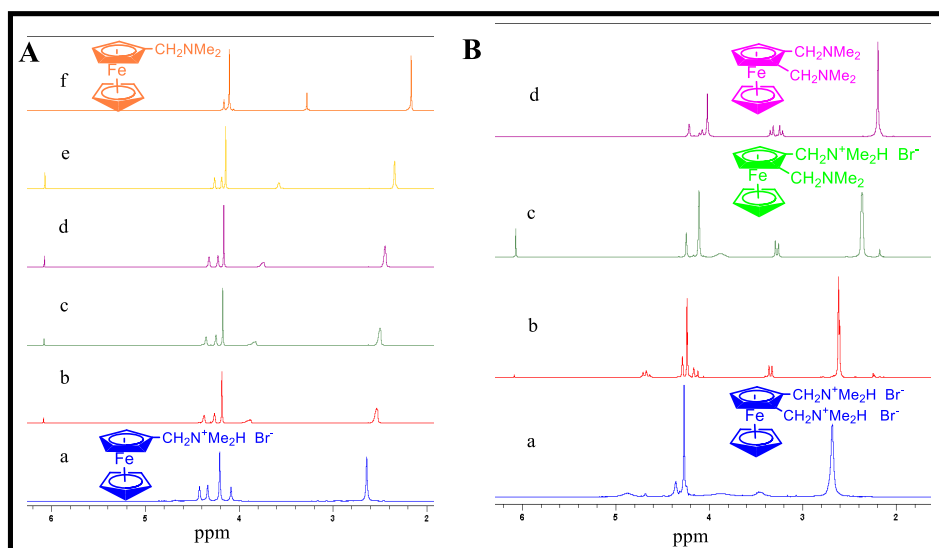 A
CH₂NMe₂
Fe
f
e
d
c
b
CH₂N⁺Me₂H Br⁻
Fe
a
6 5 4 3 2
ppm
B
CH₂NMe₂
CH₂NMe₂
Fe
d
CH₂N⁺Me₂H Br⁻
CH₂NMe₂
Fe
c
b
CH₂N⁺Me₂H Br⁻
CH₂N⁺Me₂H Br⁻
Fe
a
6 5 4 3 2
ppm